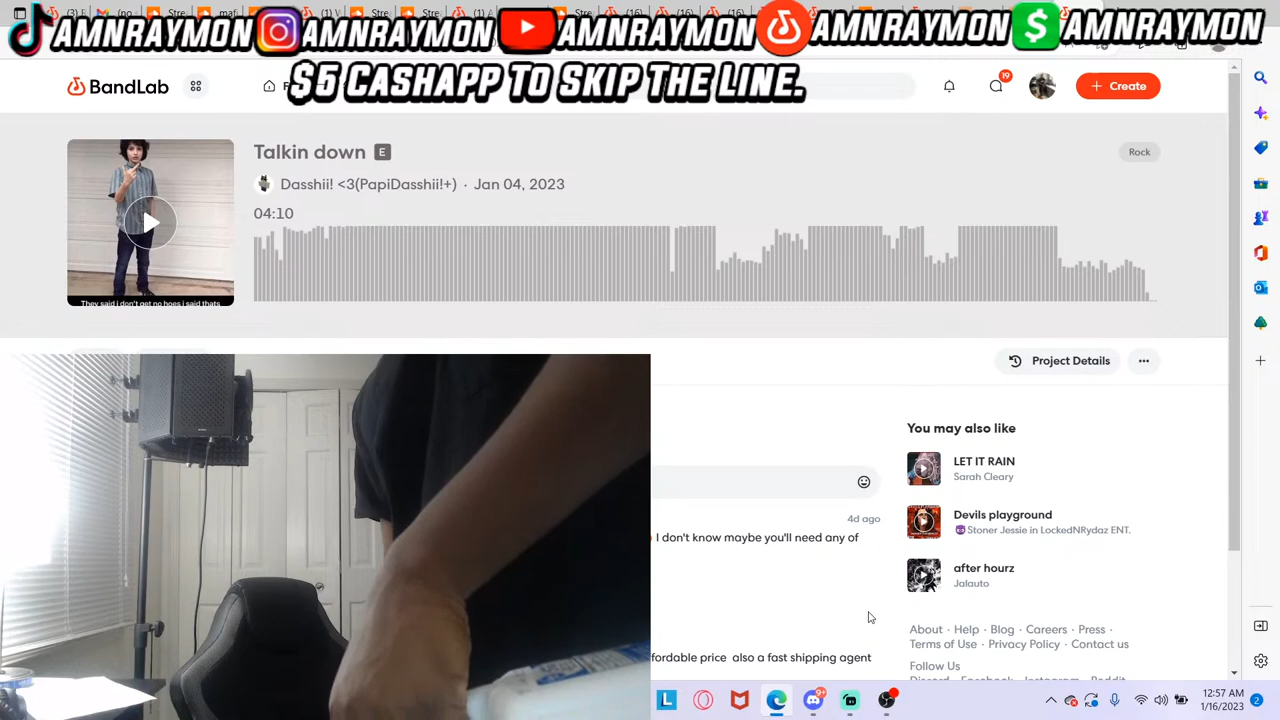 AMNRAYMON AMNRAYMON AMNRAYMON AMNRAYMON AMNRAYMON
$5 CASHAPP TO SKIP THE LINE.
BandLab
19
Create
Talkin down E
Rock
Dasshii! <3(PapiDasshii!+) · Jan 04, 2023
04:10
They said i don't get no hoes i said thats
Project Details
You may also like
LET IT RAIN
Sarah Cleary
4d ago
I don't know maybe you'll need any of
Devils playground
Stoner Jessie in LockedNRydaz ENT.
after hourz
Jalauto
About · Help · Blog · Careers · Press ·
Terms of Use · Privacy Policy · Contact us
fordable price also a fast shipping agent
Follow Us
12:57 AM
1/16/2023
2